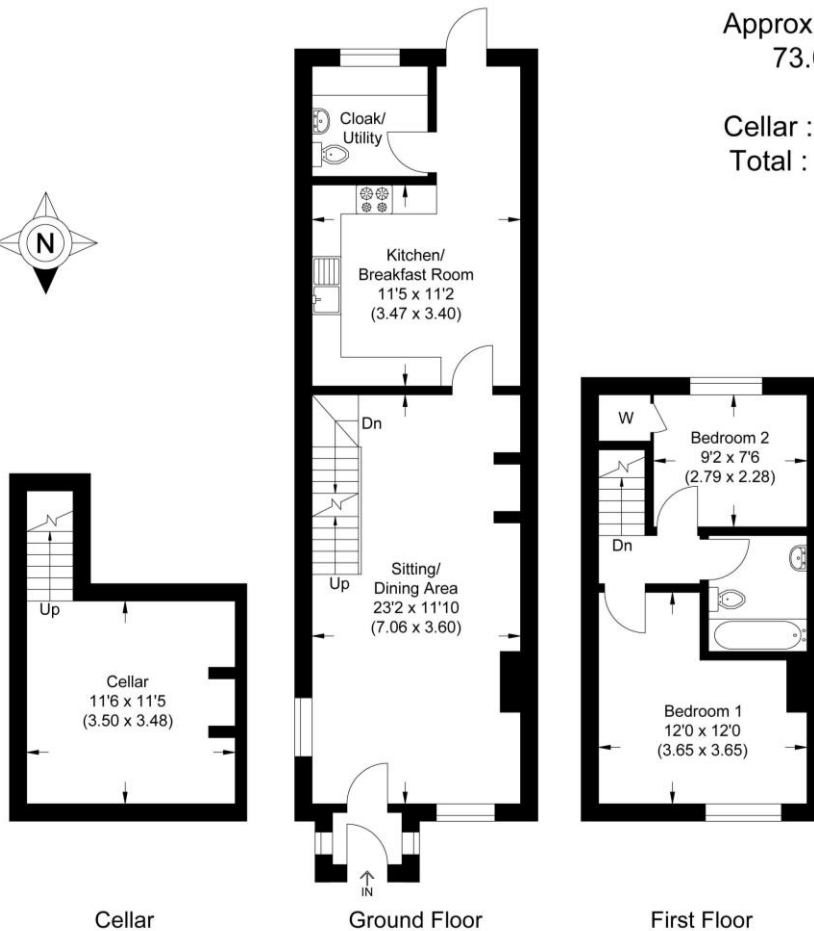 Approx
73.
Cellar :
Total :
N
Cloak/
Utility
Kitchen/
Breakfast Room
11'5 x 11'2
(3.47 x 3.40)
Dn
Up
Sitting/
Dining Area
23'2 x 11'10
(7.06 x 3.60)
IN
Up
Cellar
11'6 x 11'5
(3.50 x 3.48)
W
Bedroom 2
9'2 x 7'6
(2.79 x 2.28)
Dn
Bedroom 1
12'0 x 12'0
(3.65 x 3.65)
Cellar
Ground Floor
First Floor